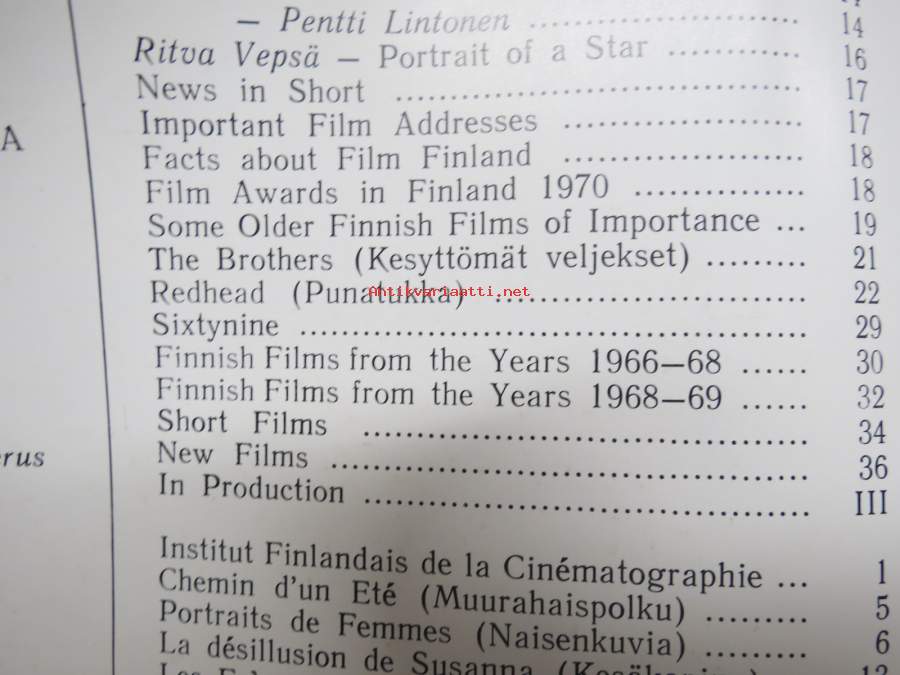 — Pentti Lintonen ........................ 14
Ritva Vepsä — Portrait of a Star ............ 16
News in Short .................................... 17
Important Film Addresses ..................... 17
Facts about Film Finland ..................... 18
Film Awards in Finland 1970 ............... 18
Some Older Finnish Films of Importance ... 19
The Brothers (Kesyttömät veljekset) ......... 21
Redhead (Punatukka) ........................... 22
Antikvariaatti.net
Sixtynine ............................................ 29
Finnish Films from the Years 1966—68 ...... 30
Finnish Films from the Years 1968—69 ...... 32
Short Films ....................................... 34
New Films .......................................... 36
In Production ....................................... III
A
rus
Institut Finlandais de la Cinématographie ... 1
Chemin d'un Eté (Muurahaispolku) ......... 5
Portraits de Femmes (Naisenkuvia) ......... 6
La désillusion de Susanna